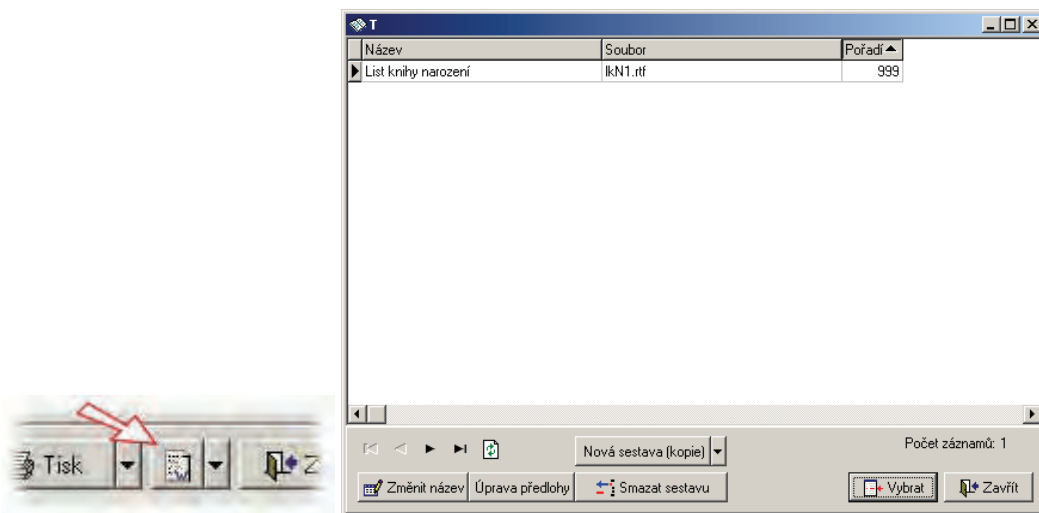 T
Název Soubor Pořadí
List knihy narození lkN1.rtf 999
Nová sestava (kopie) Počet záznamů: 1
Změnit název Úprava předlohy Smazat sestavu Vybrat Zavřít
Tisk Z